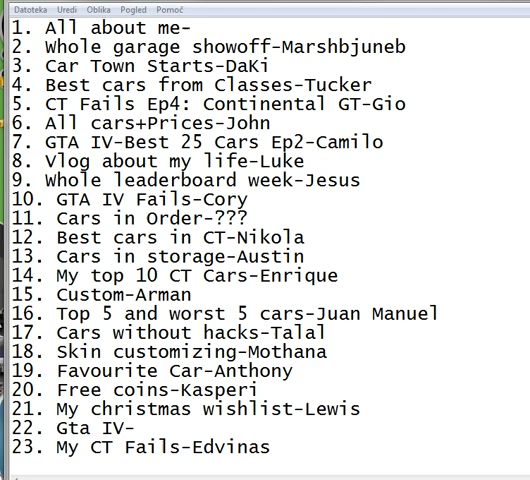 Datoteka Uredi Oblika Pogled Pomoč
1. All about me-
2. Whole garage showoff-Marshbjuneb
3. Car Town Starts-DaKi
4. Best cars from Classes-Tucker
5. CT Fails Ep4: Continental GT-Gio
6. All cars+Prices-John
7. GTA IV-Best 25 Cars Ep2-Camilo
8. Vlog about my life-Luke
9. Whole leaderboard week-Jesus
10. GTA IV Fails-Cory
11. Cars in Order-???
12. Best cars in CT-Nikola
13. Cars in storage-Austin
14. My top 10 CT Cars-Enrique
15. Custom-Arman
16. Top 5 and worst 5 cars-Juan Manuel
17. Cars without hacks-Talal
18. Skin customizing-Mothana
19. Favourite Car-Anthony
20. Free coins-Kasperi
21. My christmas wishlist-Lewis
22. Gta IV-
23. My CT Fails-Edvinas